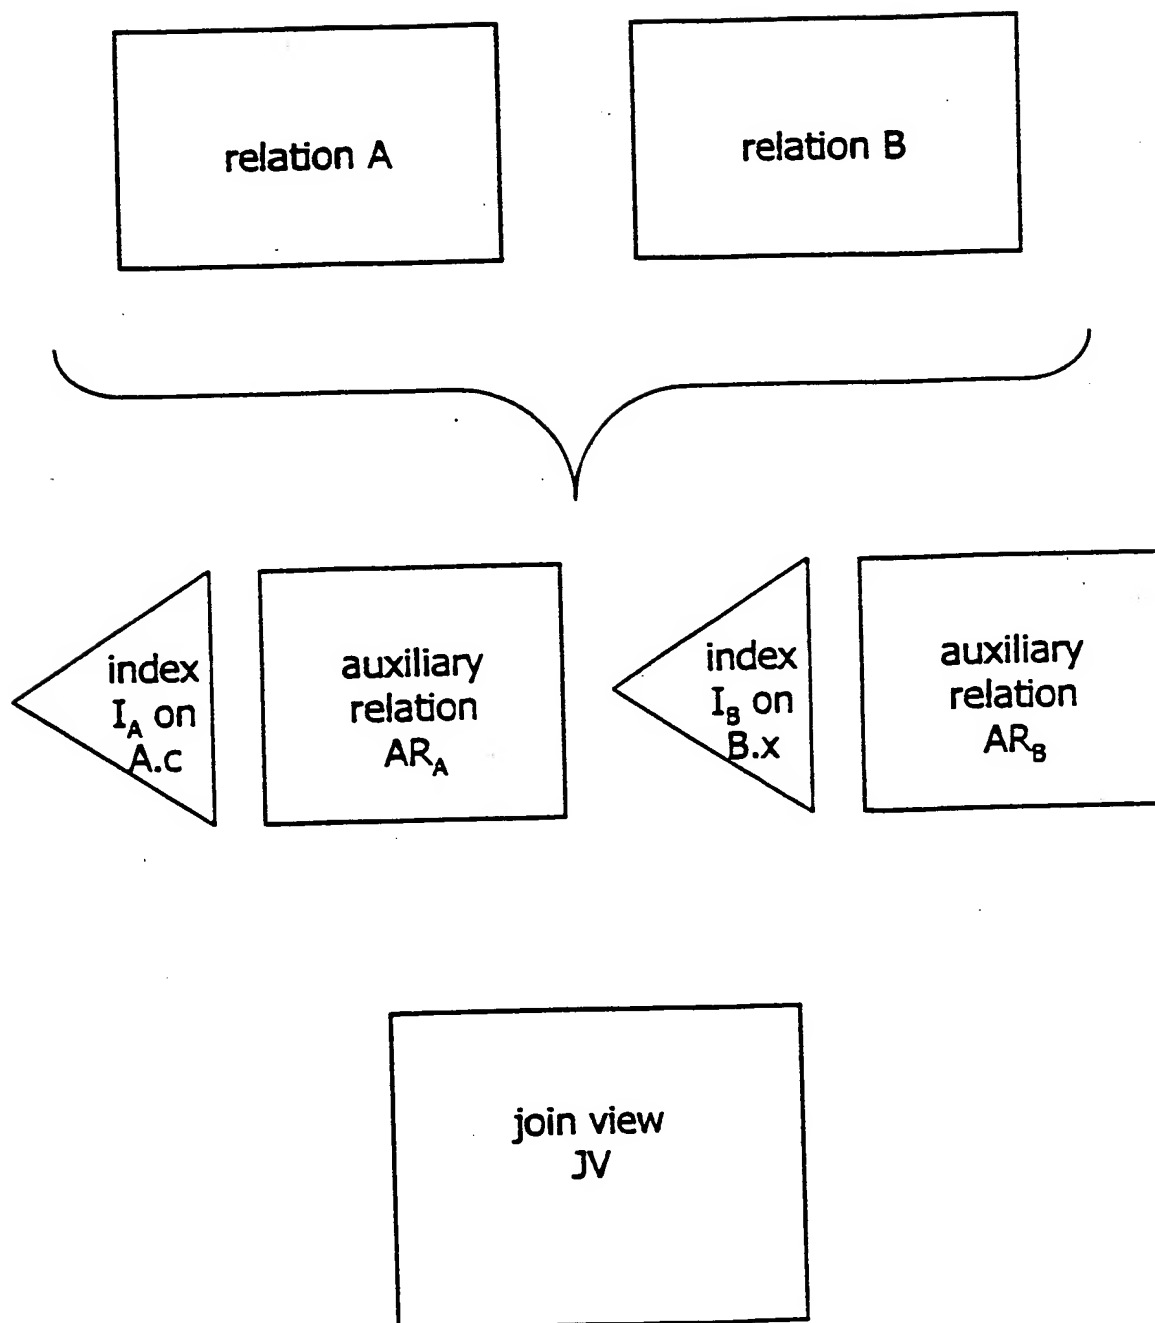 relation A
relation B
index
I_A on
A.c
auxiliary
relation
AR_A
index
I_B on
B.x
auxiliary
relation
AR_B
join view
JV